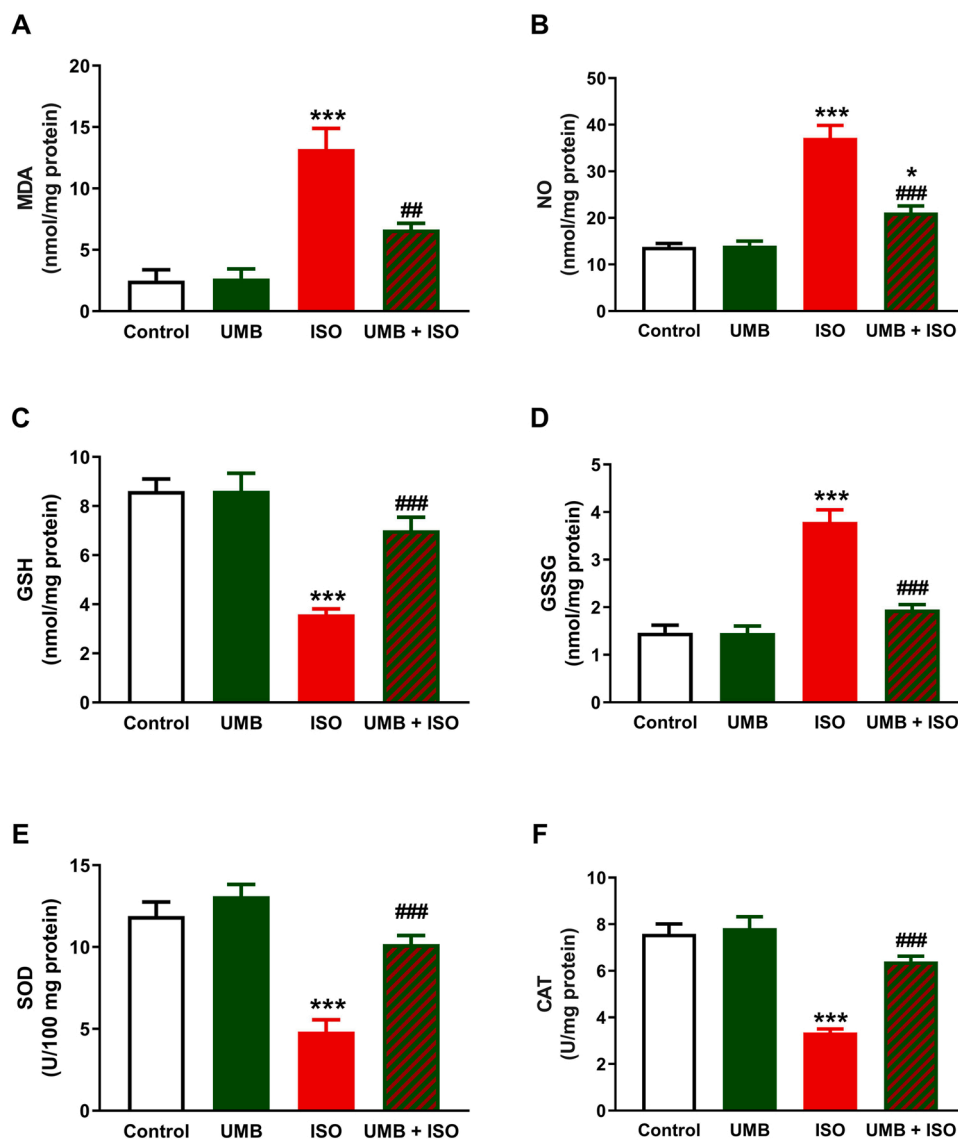 A
MDA
(nmol/mg protein)
20
15
10
5
0
***
##
Control UMB ISO UMB + ISO
B
NO
(nmol/mg protein)
50
40
30
20
10
0
***
*
###
Control UMB ISO UMB + ISO
C
GSH
(nmol/mg protein)
10
8
6
4
2
0
***
###
Control UMB ISO UMB + ISO
D
GSSG
(nmol/mg protein)
5
4
3
2
1
0
***
###
Control UMB ISO UMB + ISO
E
SOD
(U/100 mg protein)
15
10
5
0
***
###
Control UMB ISO UMB + ISO
F
CAT
(U/mg protein)
10
8
6
4
2
0
***
###
Control UMB ISO UMB + ISO